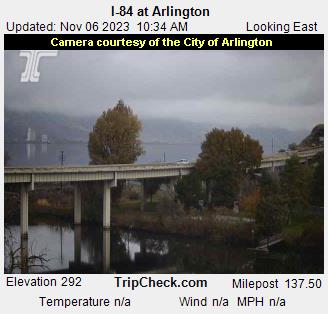 I-84 at Arlington
Updated: Nov 06 2023 10:34 AM Looking East
Camera courtesy of the City of Arlington
Elevation 292 TripCheck.com Milepost 137.50
Temperature n/a Wind n/a MPH n/a